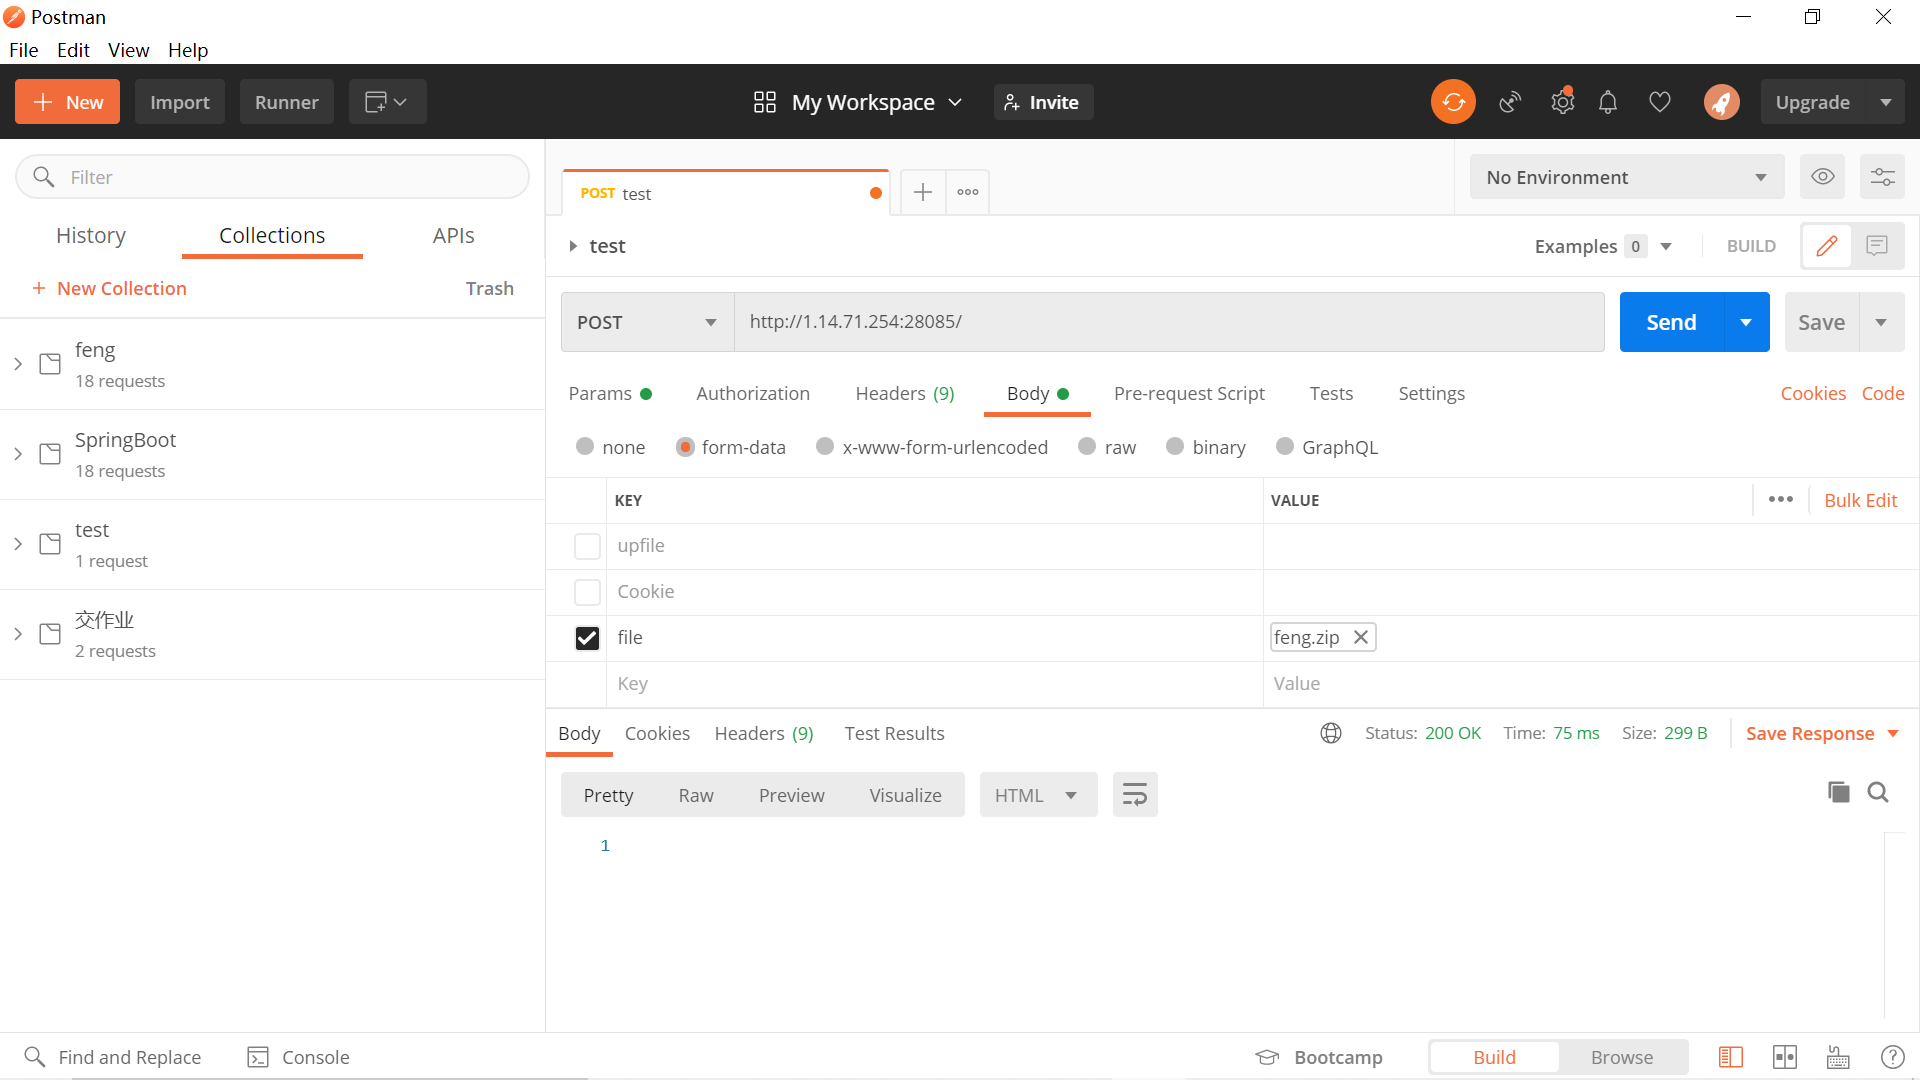 Postman
File Edit View Help
New Import Runner My Workspace Invite Upgrade
Filter
History Collections APIs
+ New Collection Trash
feng
18 requests
SpringBoot
18 requests
test
1 request
交作业
2 requests
POST test
No Environment
test
Examples 0 BUILD
POST http://1.14.71.254:28085/ Send Save
Params Authorization Headers (9) Body Pre-request Script Tests Settings Cookies Code
none form-data x-www-form-urlencoded raw binary GraphQL
KEY VALUE ••• Bulk Edit
upfile
Cookie
file feng.zip
Key Value
Body Cookies Headers (9) Test Results Status: 200 OK Time: 75 ms Size: 299 B Save Response
Pretty Raw Preview Visualize HTML
1
Find and Replace Console Bootcamp Build Browse